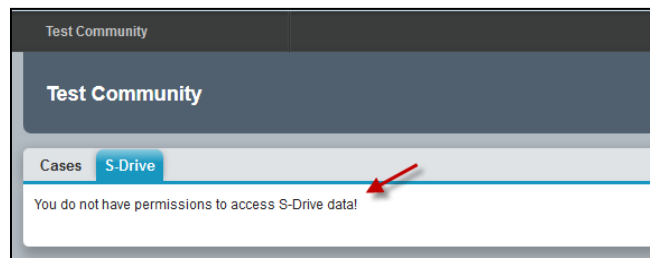 Test Community
Test Community
Cases S-Drive
You do not have permissions to access S-Drive data!